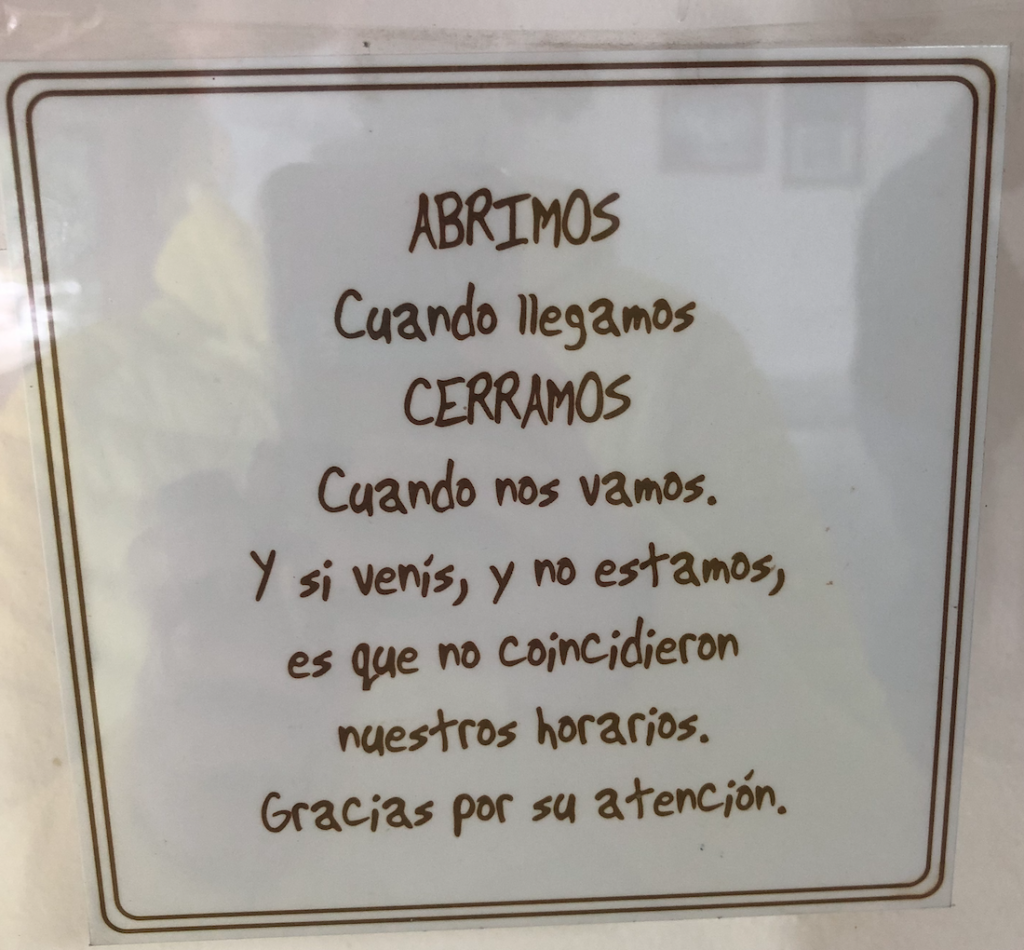 ABRIMOS
Cuando llegamos
CERRAMOS
Cuando nos vamos.
Y si venís, y no estamos,
es que no coincidieron
nuestros horarios.
Gracias por su atención.